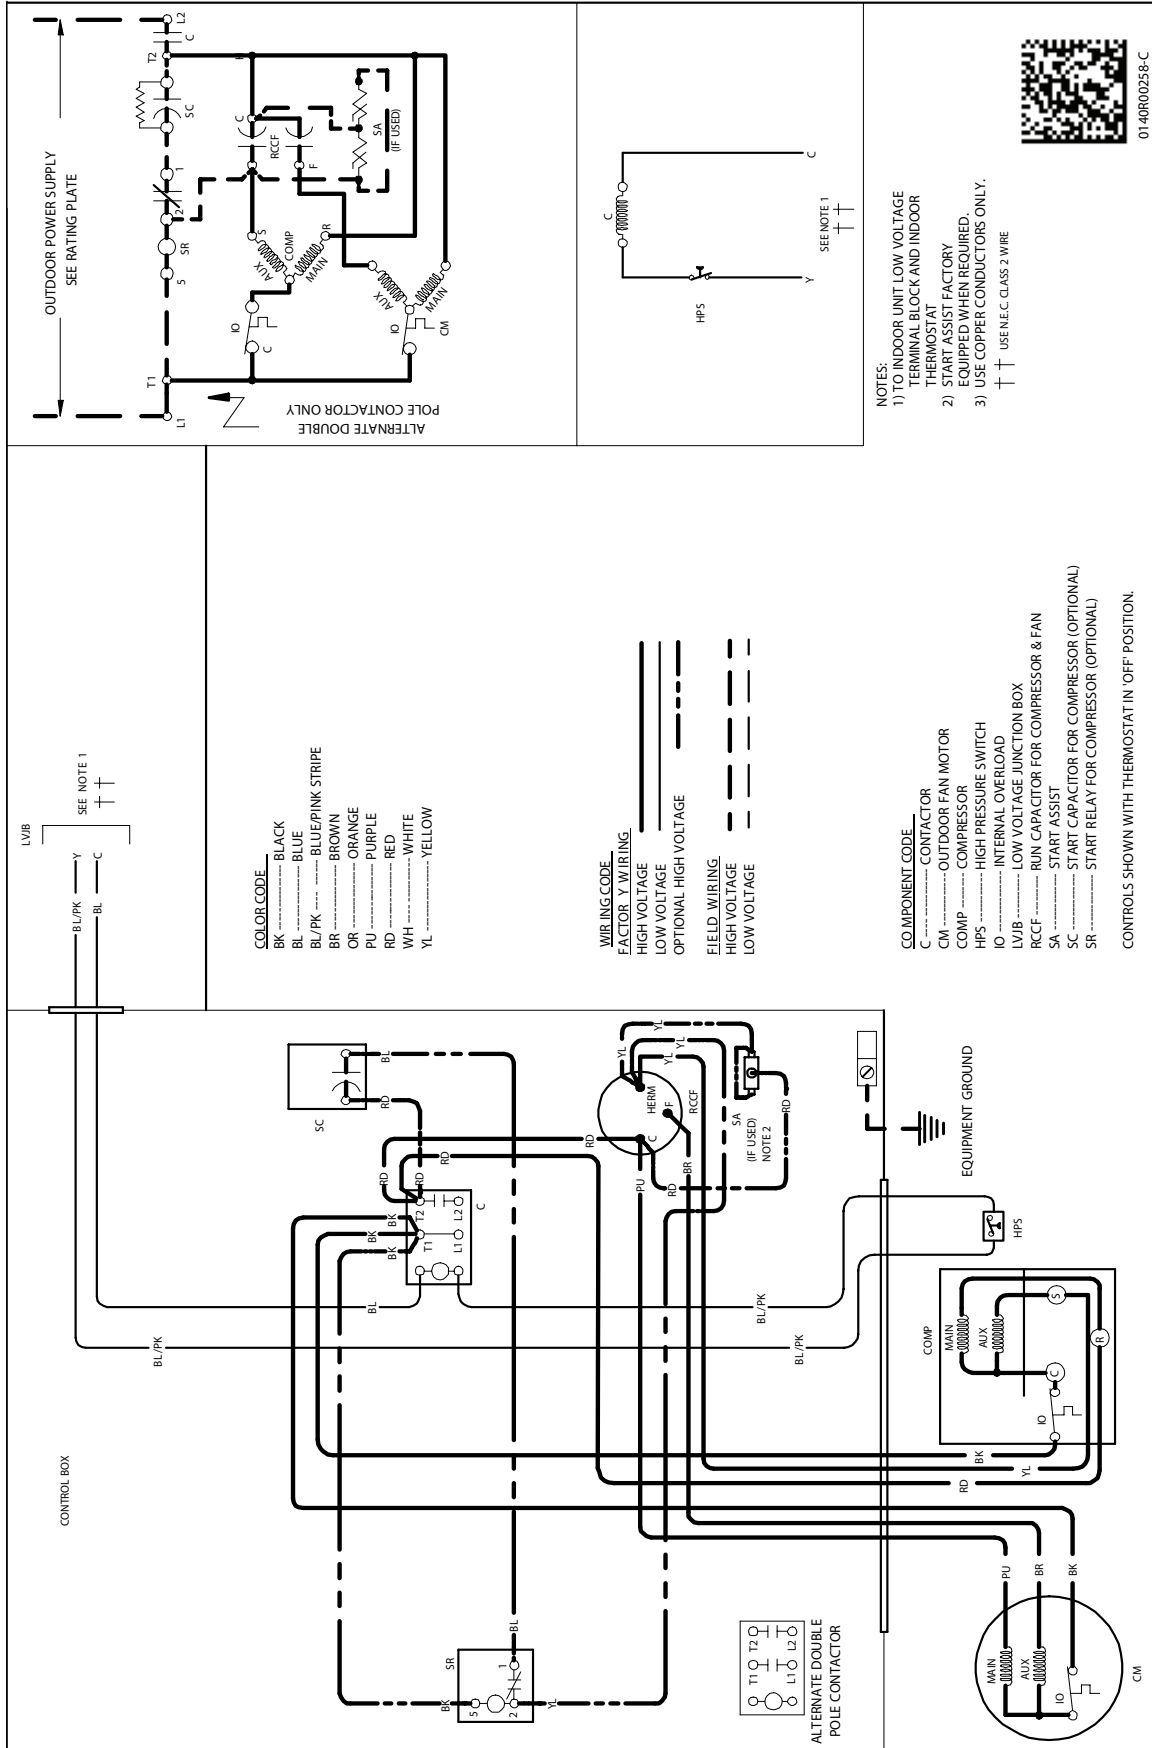 OUTDOOR POWER SUPPLY
SEE RATING PLATE
L1
T1
5
SR
2
1
SC
T2
C
L2
H
C
RCCF
F
SA
(IF USED)
S
AUX
COMP
MAIN
R
IO
C
AUX
MAIN
IO
CM
ALTERNATE DOUBLE
POLE CONTACTOR ONLY
C
HPS
Y
C
SEE NOTE 1
NOTES:
1) TO INDOOR UNIT LOW VOLTAGE
TERMINAL BLOCK AND INDOOR
THERMOSTAT
2) START ASSIST FACTORY
EQUIPPED WHEN REQUIRED.
3) USE COPPER CONDUCTORS ONLY.
USE N.E.C. CLASS 2 WIRE
0140R00258-C
LVJB
BL/PK
Y
BL
C
SEE NOTE 1
COLOR CODE
BK ---------- BLACK
BL ---------- BLUE
BL/PK ---- ------ BLUE/PINK STRIPE
BR ---------- BROWN
OR ---------- ORANGE
PU ---------- PURPLE
RD ---------- RED
WH ---- ------ WHITE
YL ---------- YELLOW
WIR ING CODE
FACTOR Y WIRING
HIGH VOLTAGE
LOW VOLTAGE
OPTIONAL HIGH VOLTAGE
FIELD WIRING
HIGH VOLTAGE
LOW VOLTAGE
CO MPONENT CODE
C ---------- CONTACTOR
CM ---------- OUTDOOR FAN MOTOR
COMP ---------- COMPRESSOR
HPS ---------- HIGH PRESSURE SWITCH
IO ---------- INTERNAL OVERLOAD
LVJB ---------- LOW VOLTAGE JUNCTION BOX
RCCF ---------- RUN CAPACITOR FOR COMPRESSOR & FAN
SA ---------- START ASSIST
SC ---------- START CAPACITOR FOR COMPRESSOR (OPTIONAL)
SR ---------- START RELAY FOR COMPRESSOR (OPTIONAL)
CONTROLS SHOWN WITH THERMOSTAT IN 'OFF' POSITION.
CONTROL BOX
BL/PK
BL
SC
RD
BL
RD
RD
RD
RD
BK
BK
BK
T2
T1
L2
L1
C
HERM
F
C
RCCF
YL
YL
YL
YL
SA
(IF USED)
NOTE 2
RD
RD
PU
BR
BL/PK
BL/PK
EQUIPMENT GROUND
HPS
COMP
MAIN
AUX
S
R
C
IO
BK
YL
RD
SR
5
2
1
BK
BL
YL
T1
T2
L1
L2
ALTERNATE DOUBLE
POLE CONTACTOR
PU
BR
BK
MAIN
AUX
IO
CM